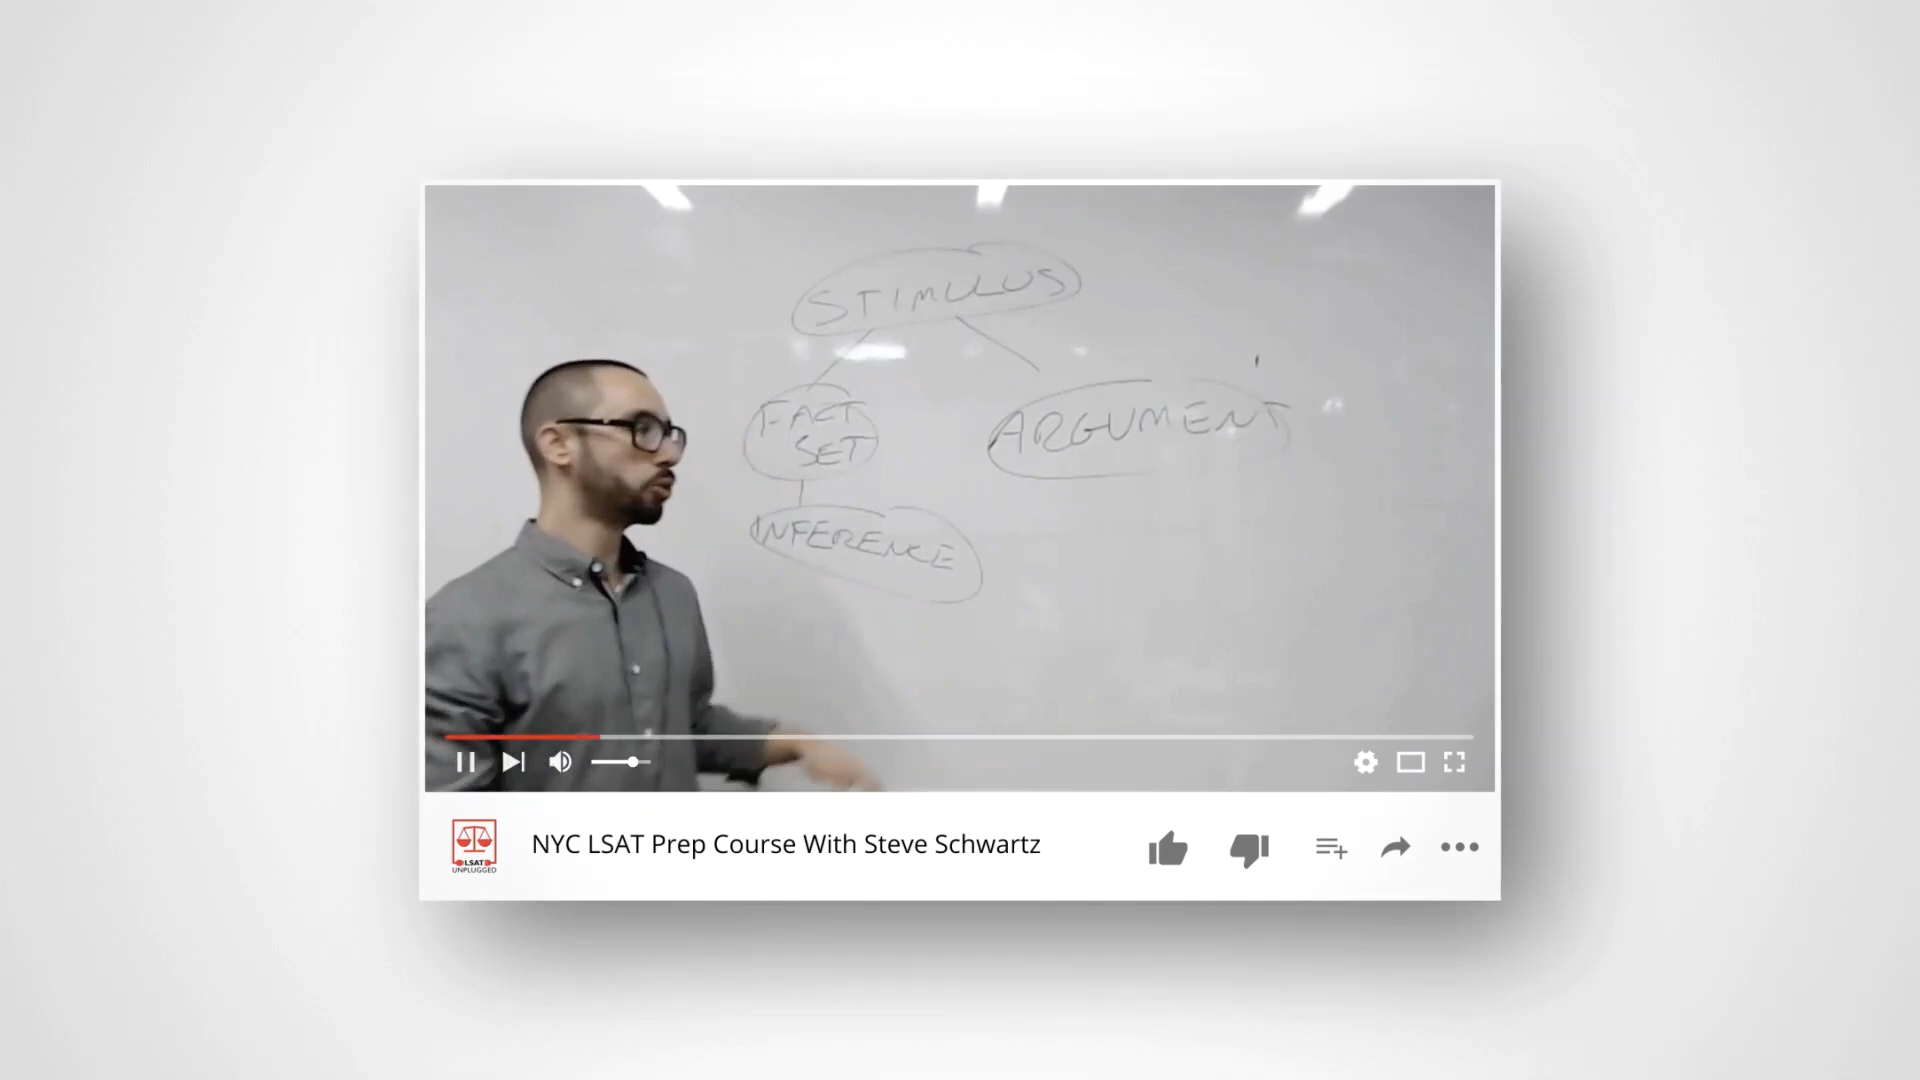 STIMULUS
FACT
SET
ARGUMENT
INFERENCE
NYC LSAT Prep Course With Steve Schwartz
LSAT
UNPLUGGED